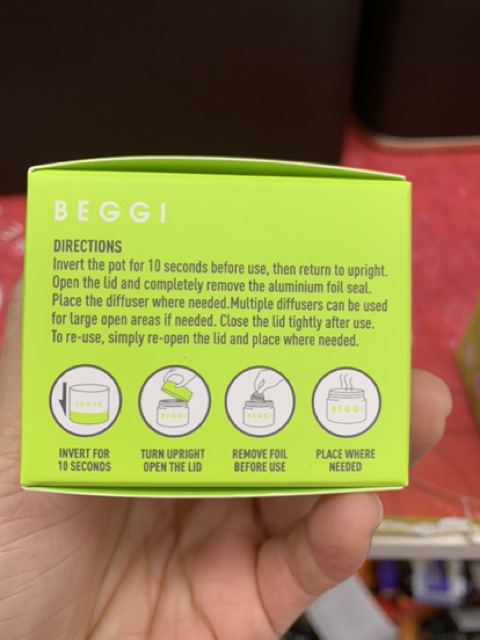 BEGGI
DIRECTIONS
Invert the pot for 10 seconds before use, then return to upright.
Open the lid and completely remove the aluminium foil seal.
Place the diffuser where needed.Multiple diffusers can be used
for large open areas if needed. Close the lid tightly after use.
To re-use, simply re-open the lid and place where needed.
BEGGI
BEGGI
BEGGI
INVERT FOR
10 SECONDS
TURN UPRIGHT
OPEN THE LID
REMOVE FOIL
BEFORE USE
PLACE WHERE
NEEDED